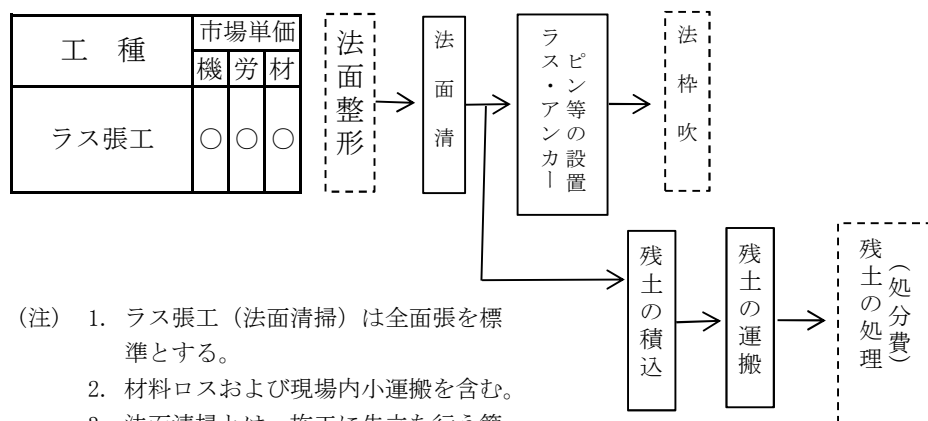 工 種
市場単価
機 労 材
ラス張工
○ ○ ○
法面整形
法面清
ラス・アンカー
ピン等の設置
法枠吹
残土の積込
残土の運搬
残土の処理
(処分費)
(注) 1. ラス張工（法面清掃）は全面張を標
準とする。
2. 材料ロスおよび現場内小運搬を含む。